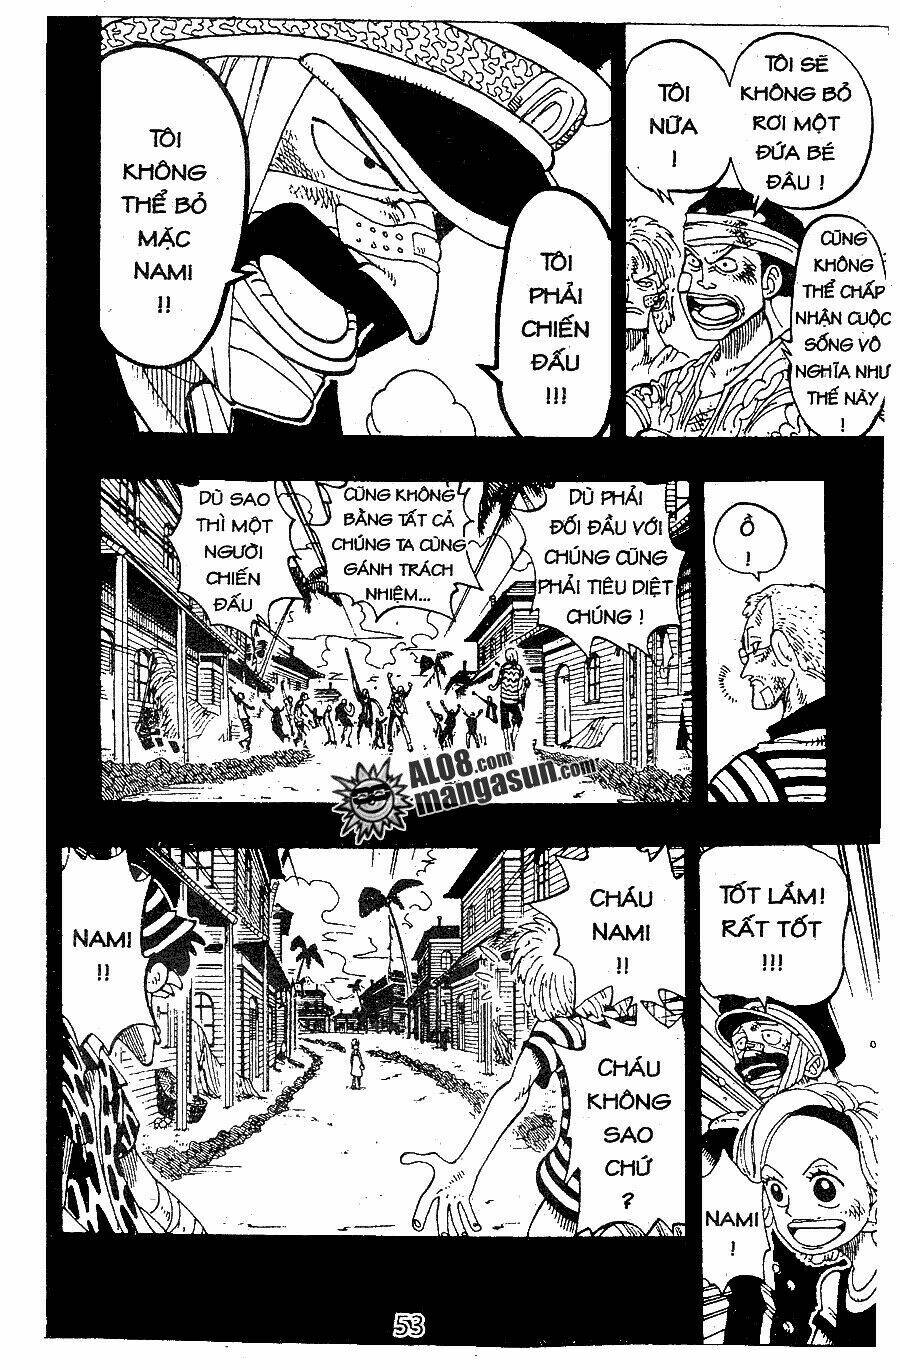 TÔI SẼ
KHÔNG BỎ
RƠI MỘT
ĐỨA BÉ
ĐÂU !
TÔI
NỮA
!
CŨNG
KHÔNG
THỂ CHẤP
NHẬN CUỘC
SỐNG VÔ
NGHĨA NHƯ
THẾ NÀY
!
TÔI
PHẢI
CHIẾN
ĐẤU
!!!
TÔI
KHÔNG
THỂ BỎ
MẶC
NAMI
!!
Ồ
!
DÙ PHẢI
ĐỐI ĐẦU VỚI
CHÚNG CŨNG
PHẢI TIÊU DIỆT
CHÚNG !
CŨNG KHÔNG
BẰNG TẤT CẢ
CHÚNG TA CÙNG
GÁNH TRÁCH
NHIỆM...
DÙ SAO
THÌ MỘT
NGƯỜI
CHIẾN
ĐẤU
AL08.com
mangasun.com
TỐT LẮM!
RẤT TỐT
!!!
NAMI
!
CHÁU
NAMI
!!
CHÁU
KHÔNG
SAO
CHỨ
?
NAMI
!!
53